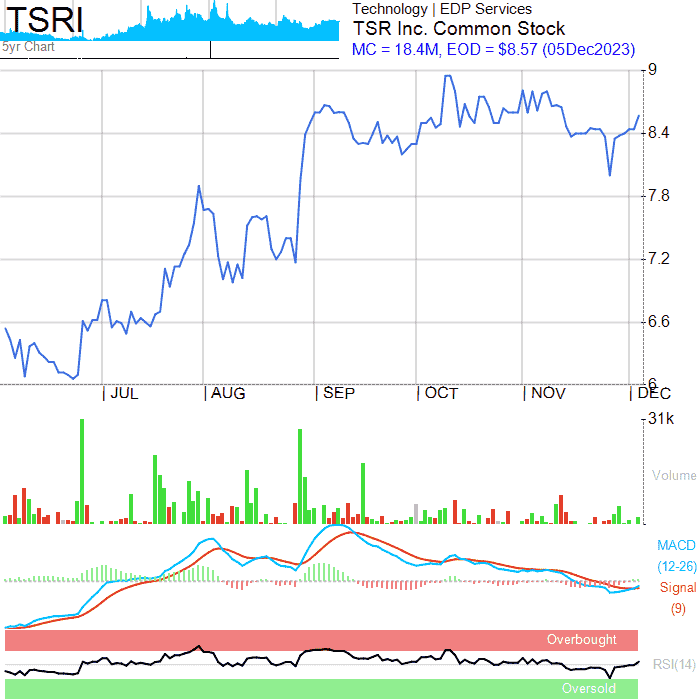 TSRI
5yr Chart
Technology | EDP Services
TSR Inc. Common Stock
MC = 18.4M, EOD = $8.57 (05Dec2023)
9
8.4
7.8
7.2
6.6
6
JUL
AUG
SEP
OCT
NOV
DEC
31k
Volume
MACD
(12-26)
Signal
(9)
Overbought
RSI(14)
Oversold